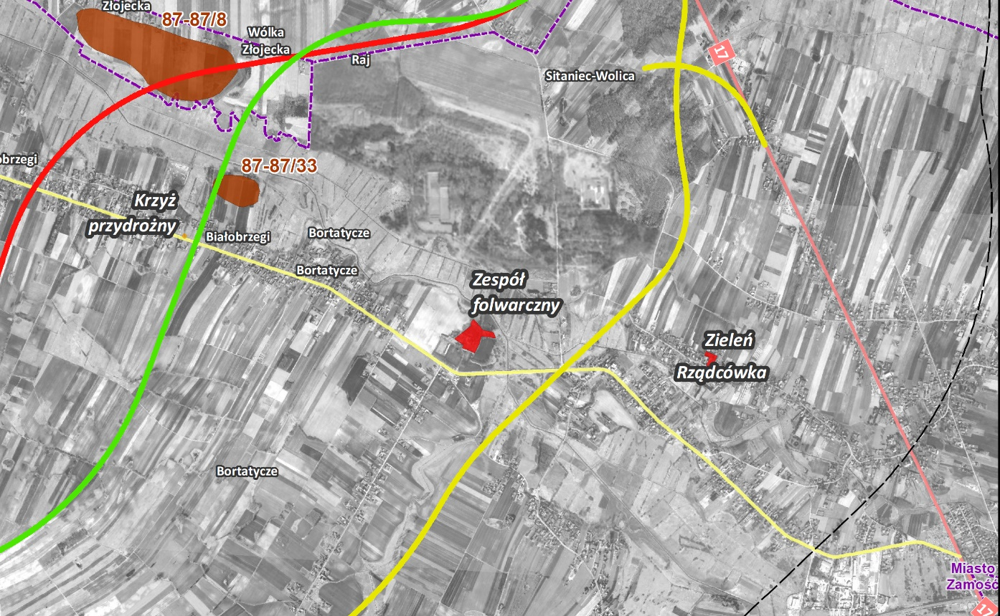 Złojecka
87-87/8
Wólka
Złojecka
Raj
17
Sitaniec-Wolica
obrzegi
87-87/33
Krzyż
przydrożny
Białobrzegi
Bortatycze
Bortatycze
Zespół
folwarczny
Zieleń
Rządcówka
Bortatycze
Miasto
Zamość
17